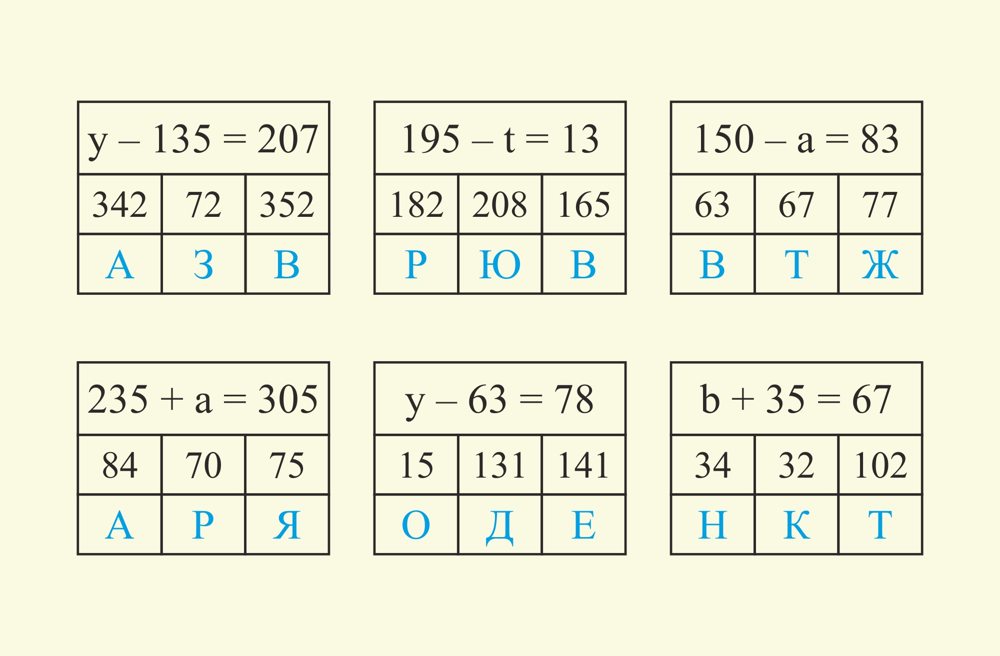 y – 135 = 207
342 72 352
А З В
195 – t = 13
182 208 165
Р Ю В
150 – a = 83
63 67 77
В Т Ж
235 + a = 305
84 70 75
А Р Я
y – 63 = 78
15 131 141
О Д Е
b + 35 = 67
34 32 102
Н К Т